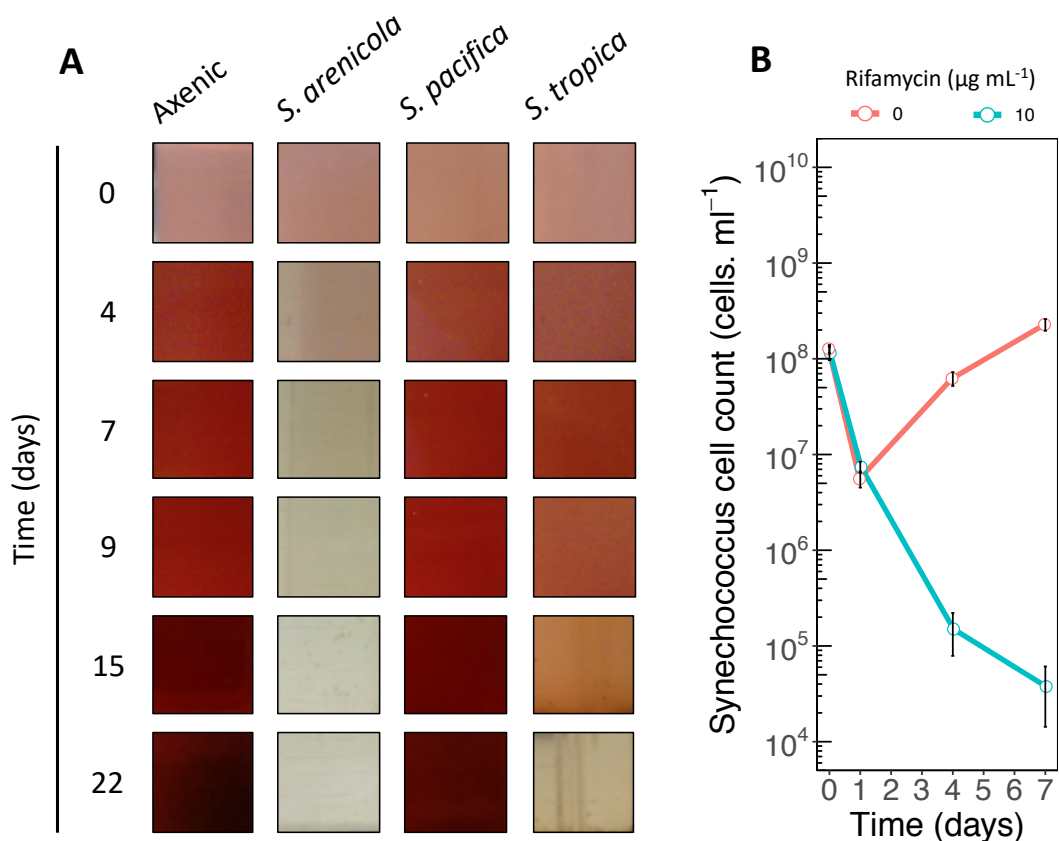 A
Axenic
S. arenicola
S. pacifica
S. tropica
Time (days)
0
4
7
9
15
22
B
Rifamycin (µg mL⁻¹)
0 10
Synechococcus cell count (cells. ml⁻¹)
10¹⁰
10⁹
10⁸
10⁷
10⁶
10⁵
10⁴
0 1 2 3 4 5 6 7
Time (days)